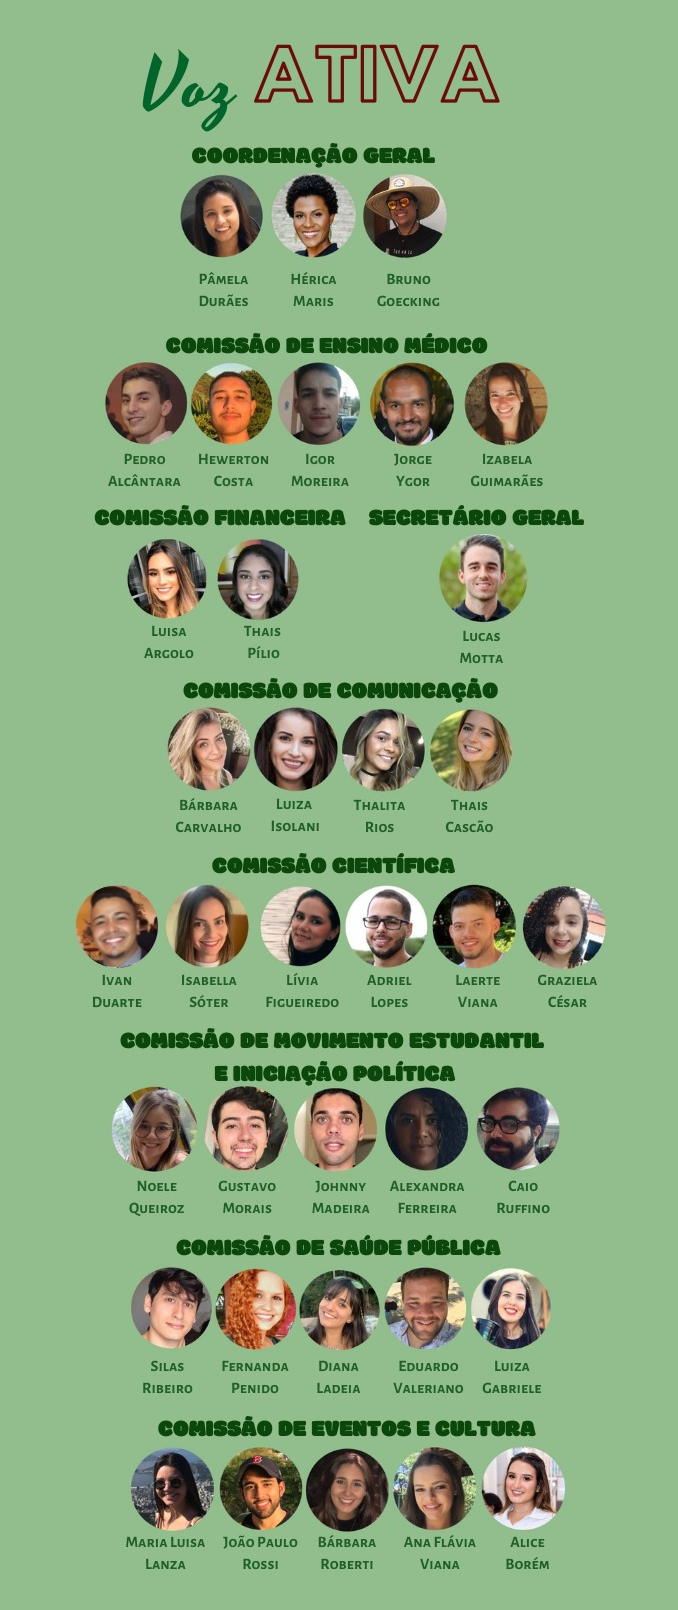 Voz ATIVA
COORDENAÇÃO GERAL
PÂMELA HÉRICA BRUNO
DURÃES MARIS GOECKING
COMISSÃO DE ENSINO MÉDICO
PEDRO HEWERTON IGOR JORGE IZABELA
ALCÂNTARA COSTA MOREIRA YGOR GUIMARÃES
COMISSÃO FINANCEIRA SECRETÁRIO GERAL
LUISA THAIS LUCAS
ARGOLO PÍLIO MOTTA
COMISSÃO DE COMUNICAÇÃO
BÁRBARA LUIZA THALITA THAIS
CARVALHO ISOLANI RIOS CASCÃO
COMISSÃO CIENTÍFICA
IVAN ISABELLA LÍVIA ADRIEL LAERTE GRAZIELA
DUARTE SÓTER FIGUEIREDO LOPES VIANA CÉSAR
COMISSÃO DE MOVIMENTO ESTUDANTIL
E INICIAÇÃO POLÍTICA
NOELE GUSTAVO JOHNNY ALEXANDRA CAIO
QUEIROZ MORAIS MADEIRA FERREIRA RUFFINO
COMISSÃO DE SAÚDE PÚBLICA
SILAS FERNANDA DIANA EDUARDO LUIZA
RIBEIRO PENIDO LADEIA VALERIANO GABRIELE
COMISSÃO DE EVENTOS E CULTURA
MARIA LUISA JOÃO PAULO BÁRBARA ANA FLÁVIA ALICE
LANZA ROSSI ROBERTI VIANA BORÉM